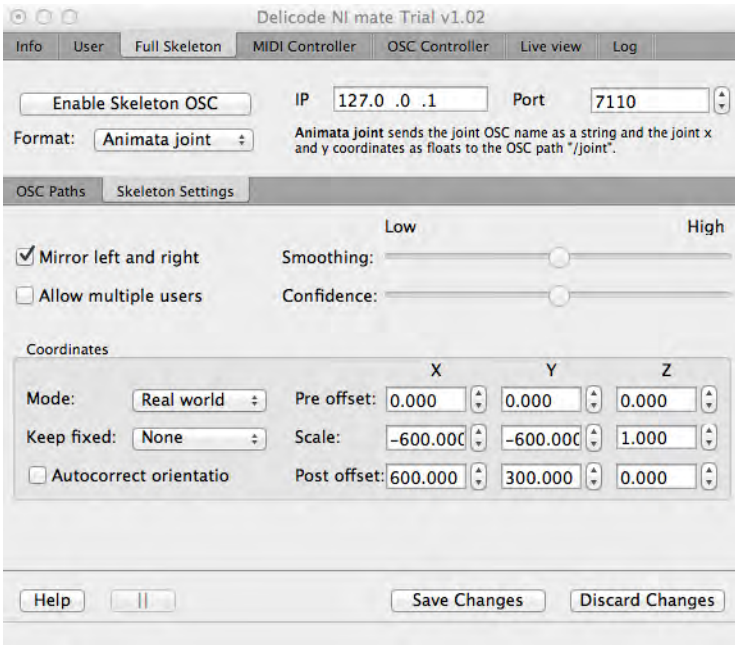 Delicode NI mate Trial v1.02
Info User Full Skeleton MIDI Controller OSC Controller Live view Log
Enable Skeleton OSC IP 127.0 .0 .1 Port 7110
Format: Animata joint Animata joint sends the joint OSC name as a string and the joint x
and y coordinates as floats to the OSC path "/joint".
OSC Paths Skeleton Settings
Low High
Mirror left and right Smoothing:
Allow multiple users Confidence:
Coordinates
X Y Z
Mode: Real world Pre offset: 0.000 0.000 0.000
Keep fixed: None Scale: -600.000 -600.000 1.000
Autocorrect orientatio Post offset: 600.000 300.000 0.000
Help || Save Changes Discard Changes